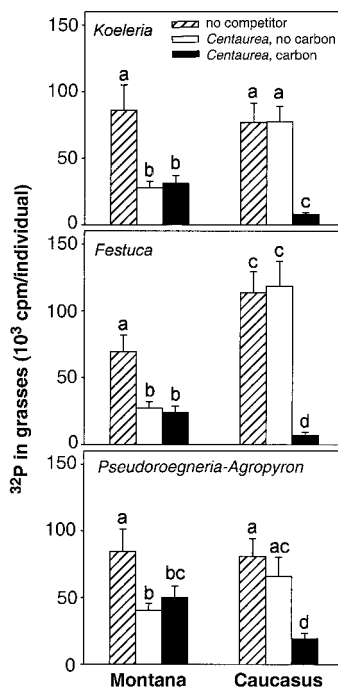 Koeleria
no competitor
Centaurea, no carbon
Centaurea, carbon
150
100
50
0
a
b
b
a
a
c
Festuca
150
100
50
0
a
b
b
c
c
d
Pseudoroegneria-Agropyron
150
100
50
0
a
b
bc
a
ac
d
³²P in grasses (10³ cpm/individual)
Montana Caucasus